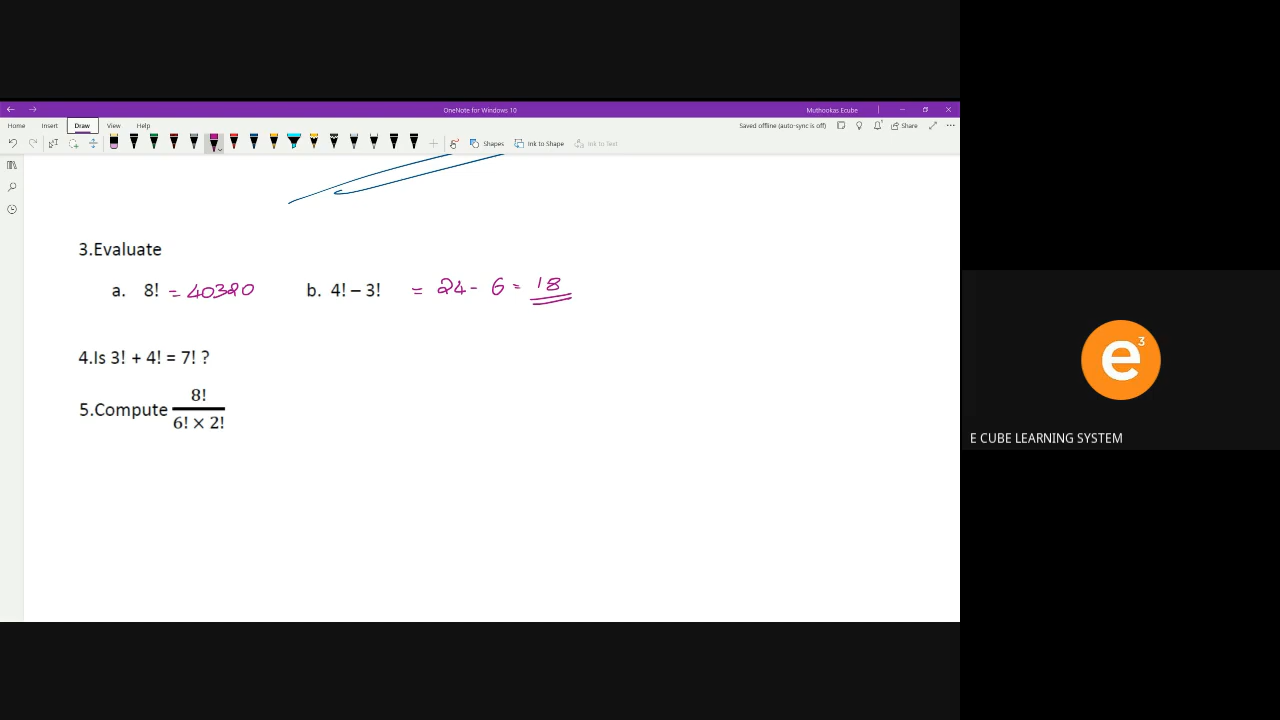 OneNote for Windows 10
Muthookas Ecube
Home Insert Draw View Help
Saved offline (auto-sync is off)
Share
Shapes
Ink to Shape
Ink to Text
3.Evaluate
a. 8! = 40320
b. 4! – 3! = 24 - 6 = 18
4.Is 3! + 4! = 7! ?
5.Compute 8! / 6! × 2!
e3
E CUBE LEARNING SYSTEM